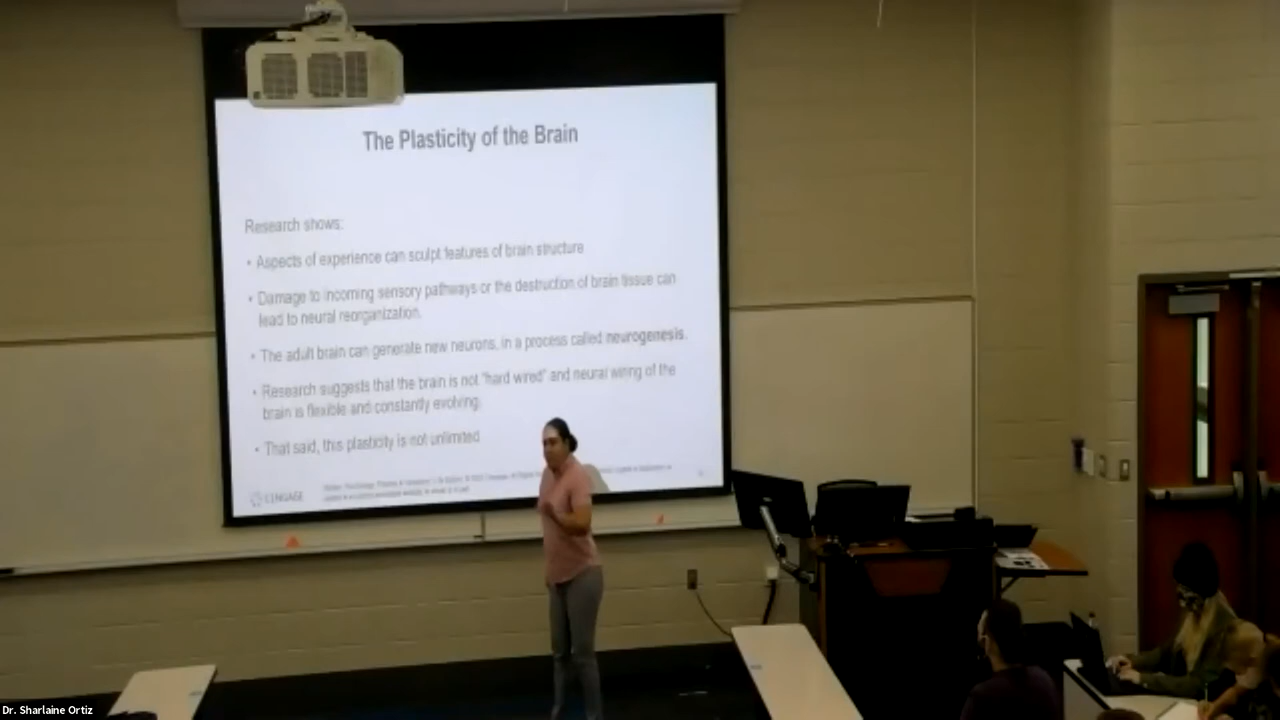 The Plasticity of the Brain
Research shows:
• Aspects of experience can sculpt features of brain structure
• Damage to incoming sensory pathways or the destruction of brain tissue can
lead to neural reorganization.
• The adult brain can generate new neurons, in a process called neurogenesis.
• Research suggests that the brain is not "hard wired" and neural wiring of the
brain is flexible and constantly evolving.
• That said, this plasticity is not unlimited
CENGAGE
Dr. Sharlaine Ortiz